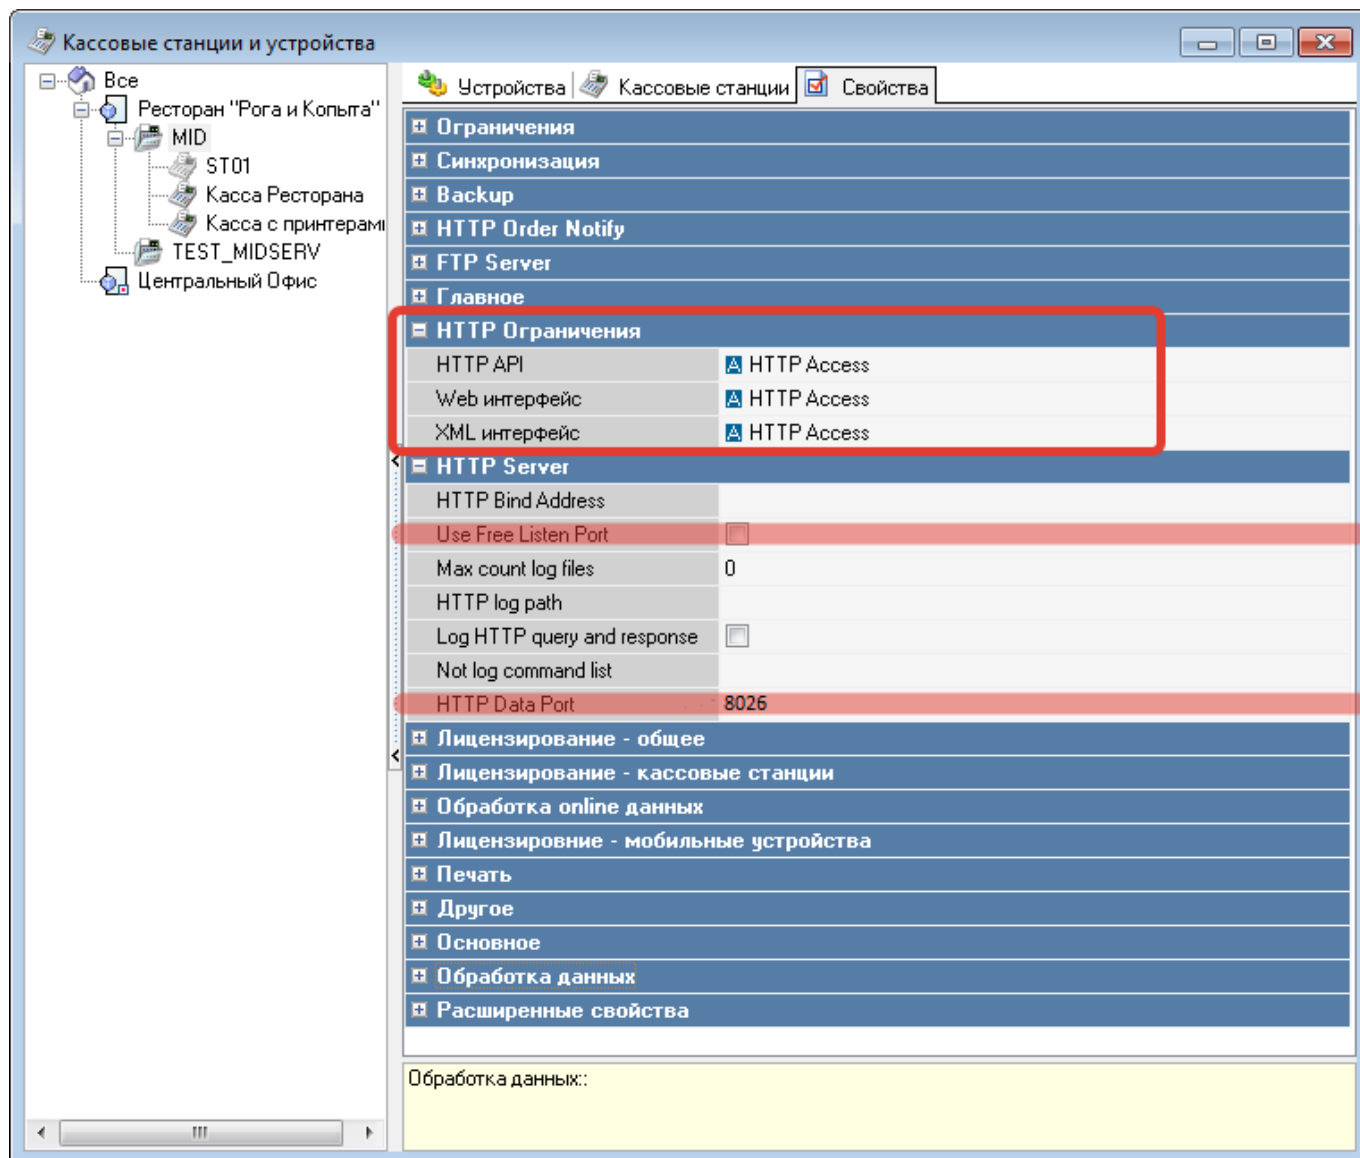 Кассовые станции и устройства
Все
Ресторан "Рога и Копыта"
MID
ST01
Касса Ресторана
Касса с принтерами
TEST_MIDSERV
Центральный Офис
Устройства Кассовые станции Свойства
Ограничения
Синхронизация
Backup
HTTP Order Notify
FTP Server
Главное
HTTP Ограничения
HTTP API A HTTP Access
Web интерфейс A HTTP Access
XML интерфейс A HTTP Access
HTTP Server
HTTP Bind Address
Use Free Listen Port
Max count log files 0
HTTP log path
Log HTTP query and response
Not log command list
HTTP Data Port 8026
Лицензирование - общее
Лицензирование - кассовые станции
Обработка online данных
Лицензировние - мобильные устройства
Печать
Другое
Основное
Обработка данных
Расширенные свойства
Обработка данных::